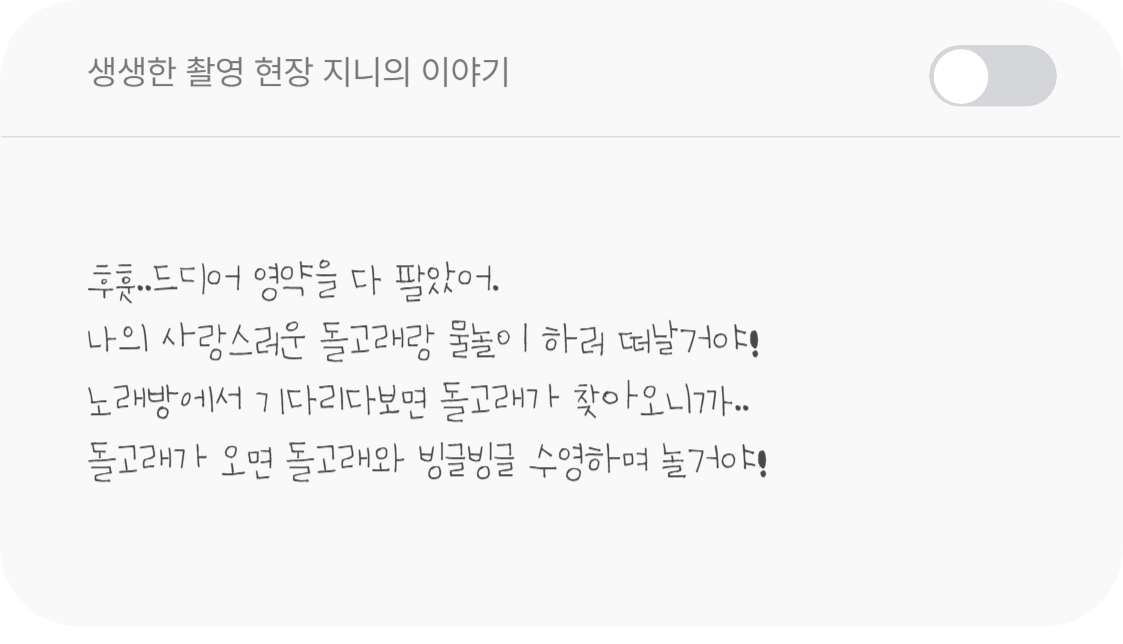 생생한 촬영 현장 지니의 이야기
후훗..드디어 영약을 다 팔았어.
나의 사랑스러운 돌고래랑 물놀이 하러 떠날거야!
노래방에서 기다리다보면 돌고래가 찾아오니까..
돌고래가 오면 돌고래와 빙글빙글 수영하며 놀거야!